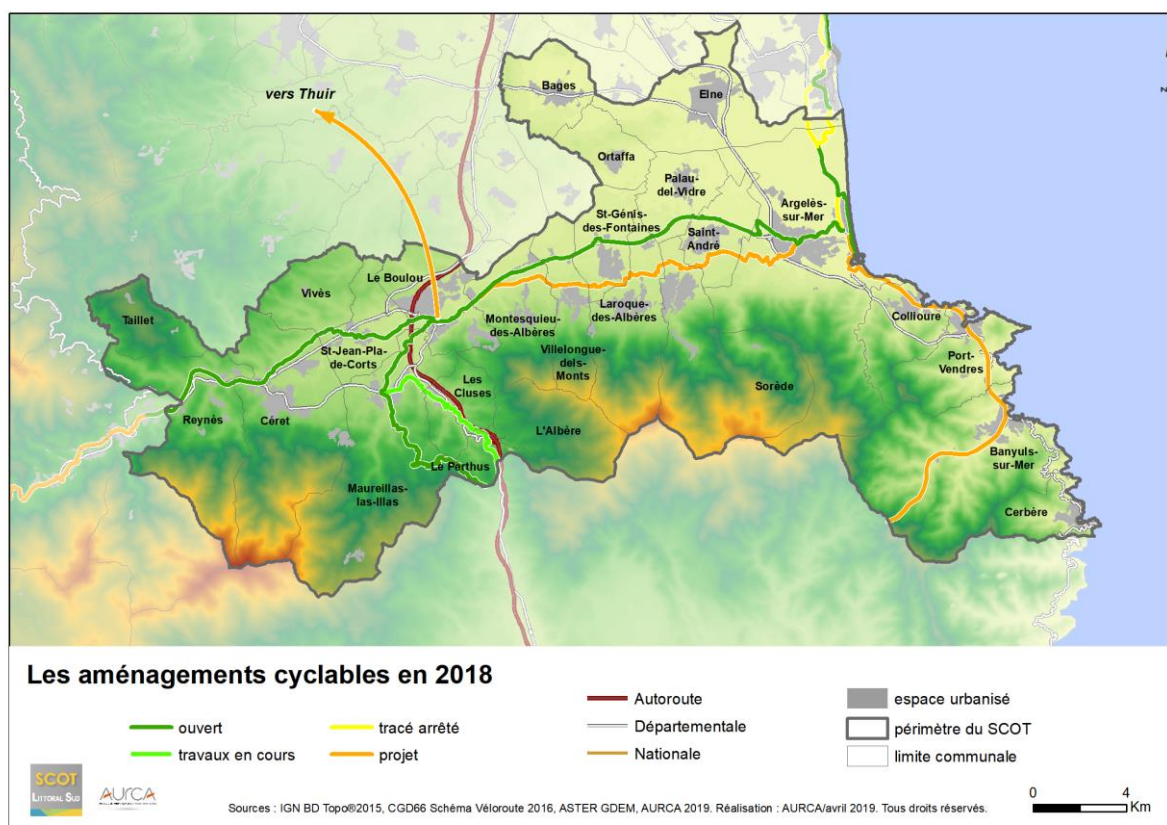 vers Thuir
Bages
Elne
Ortaffa
Palau-
del-Vidre
Argelès-
sur-Mer
St-Génis-
des-Fontaines
Saint-
André
Le Boulou
Vivès
Taillet
Laroque-
des-Albères
Montesquieu-
des-Albères
Collioure
St-Jean-Pla-
de-Corts
Villelongue-
dels-
Monts
Port-
Vendres
Les
Cluses
Sorède
Reynès
Céret
L'Albère
Banyuls-
sur-Mer
Le Perthus
Maureillas-
las-Illas
Cerbère
Les aménagements cyclables en 2018
ouvert
travaux en cours
tracé arrêté
projet
Autoroute
Départementale
Nationale
espace urbanisé
périmètre du SCOT
limite communale
SCOT
LITTORAL SUD
AURCA
Sources : IGN BD Topo®2015, CGD66 Schéma Véloroute 2016, ASTER GDEM, AURCA 2019. Réalisation : AURCA/avril 2019. Tous droits réservés.
0 4
Km